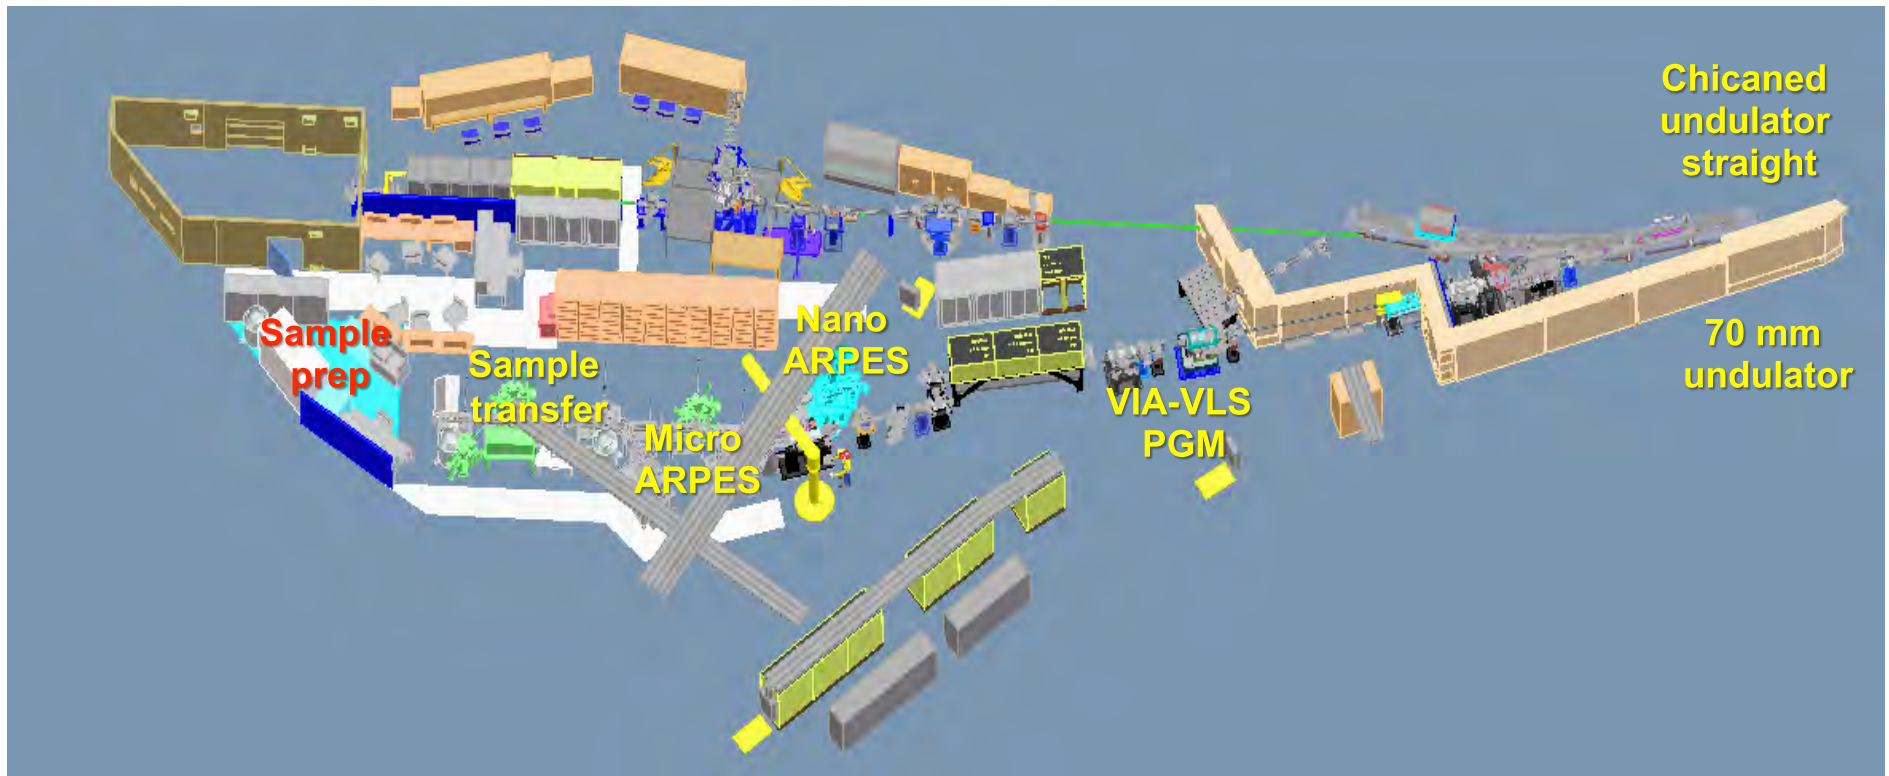 Chicaned
undulator
straight
70 mm
undulator
Nano
ARPES
Sample
prep
Sample
transfer
VIA-VLS
PGM
Micro
ARPES